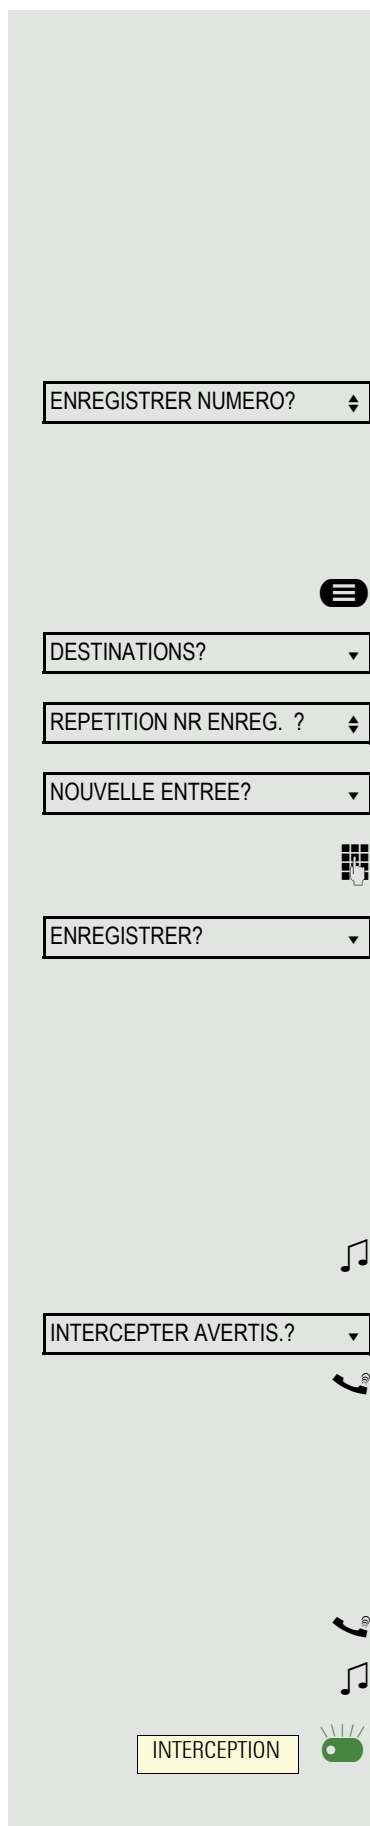 ENREGISTRER NUMERO?
DESTINATIONS?
REPETITION NR ENREG. ?
NOUVELLE ENTREE?
ENREGISTRER?
INTERCEPTER AVERTIS.?
INTERCEPTION